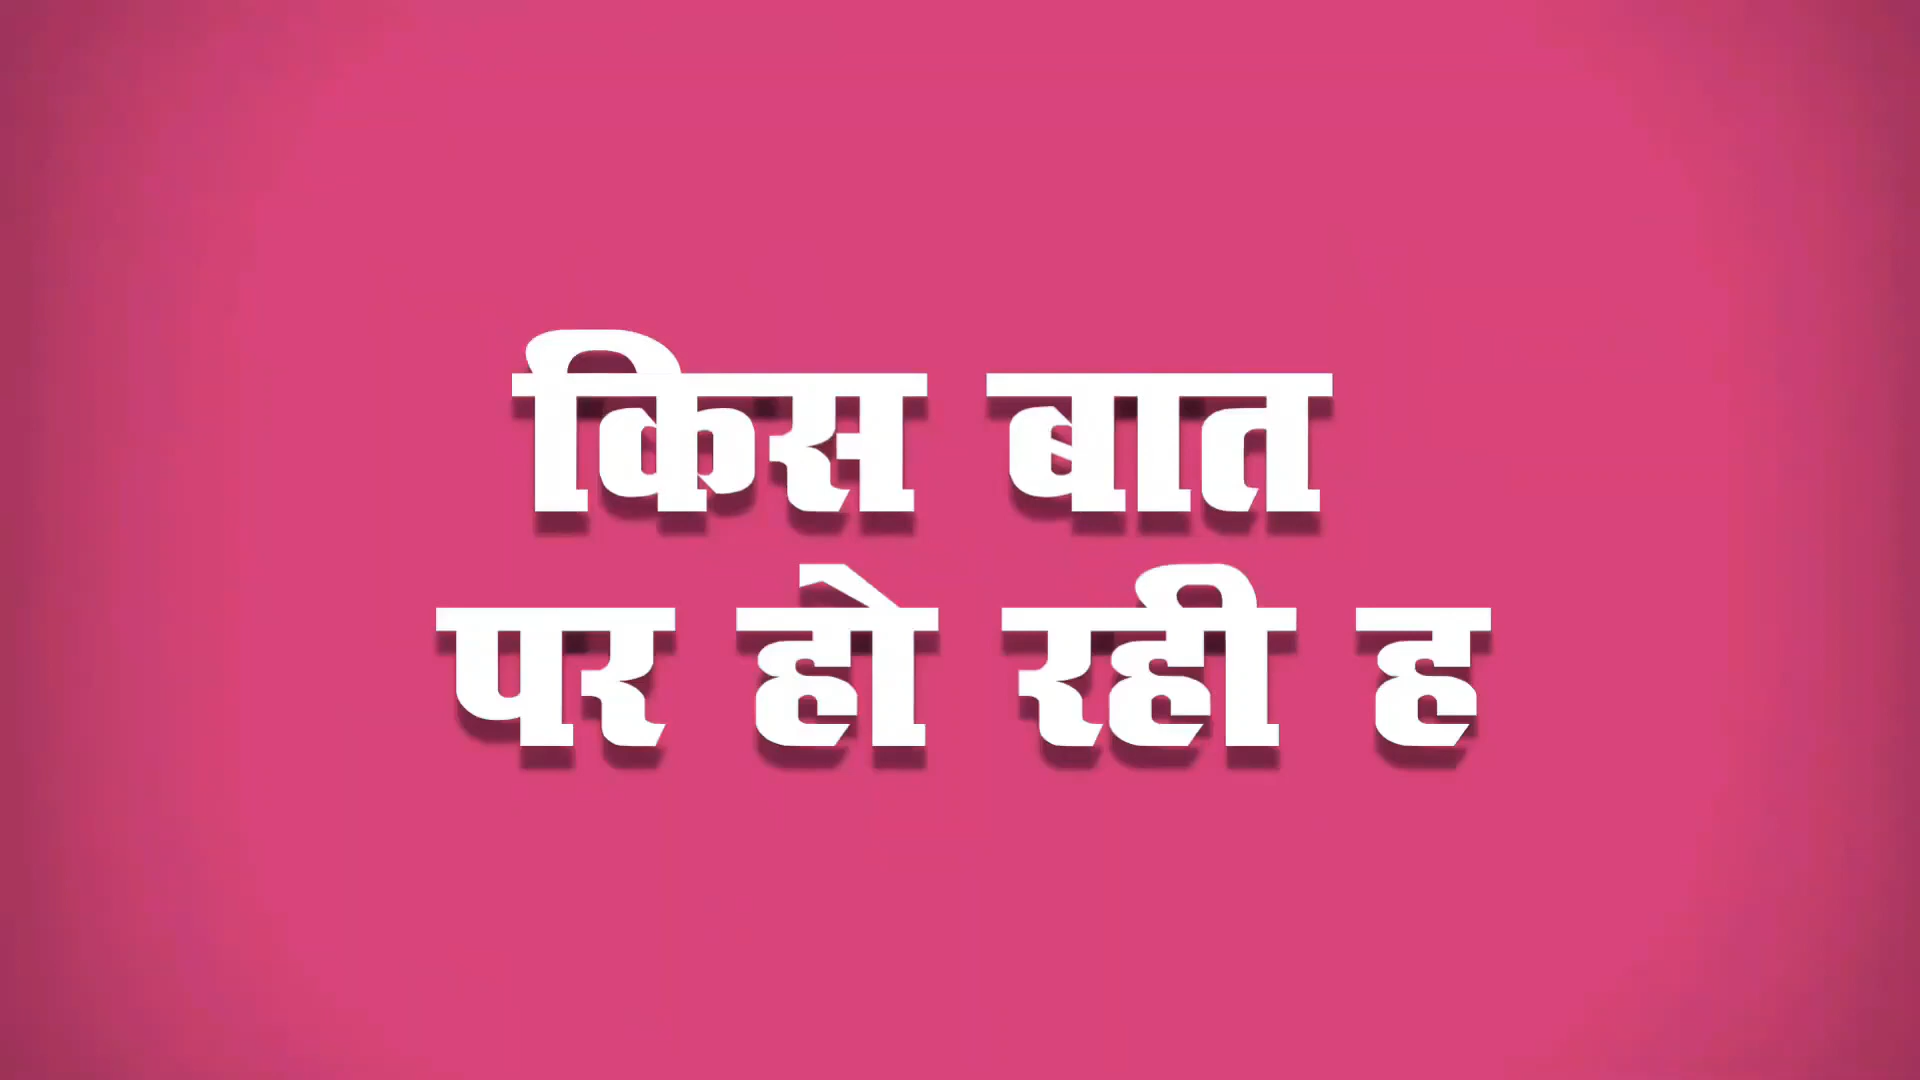 किस बात
पर हो रही ह